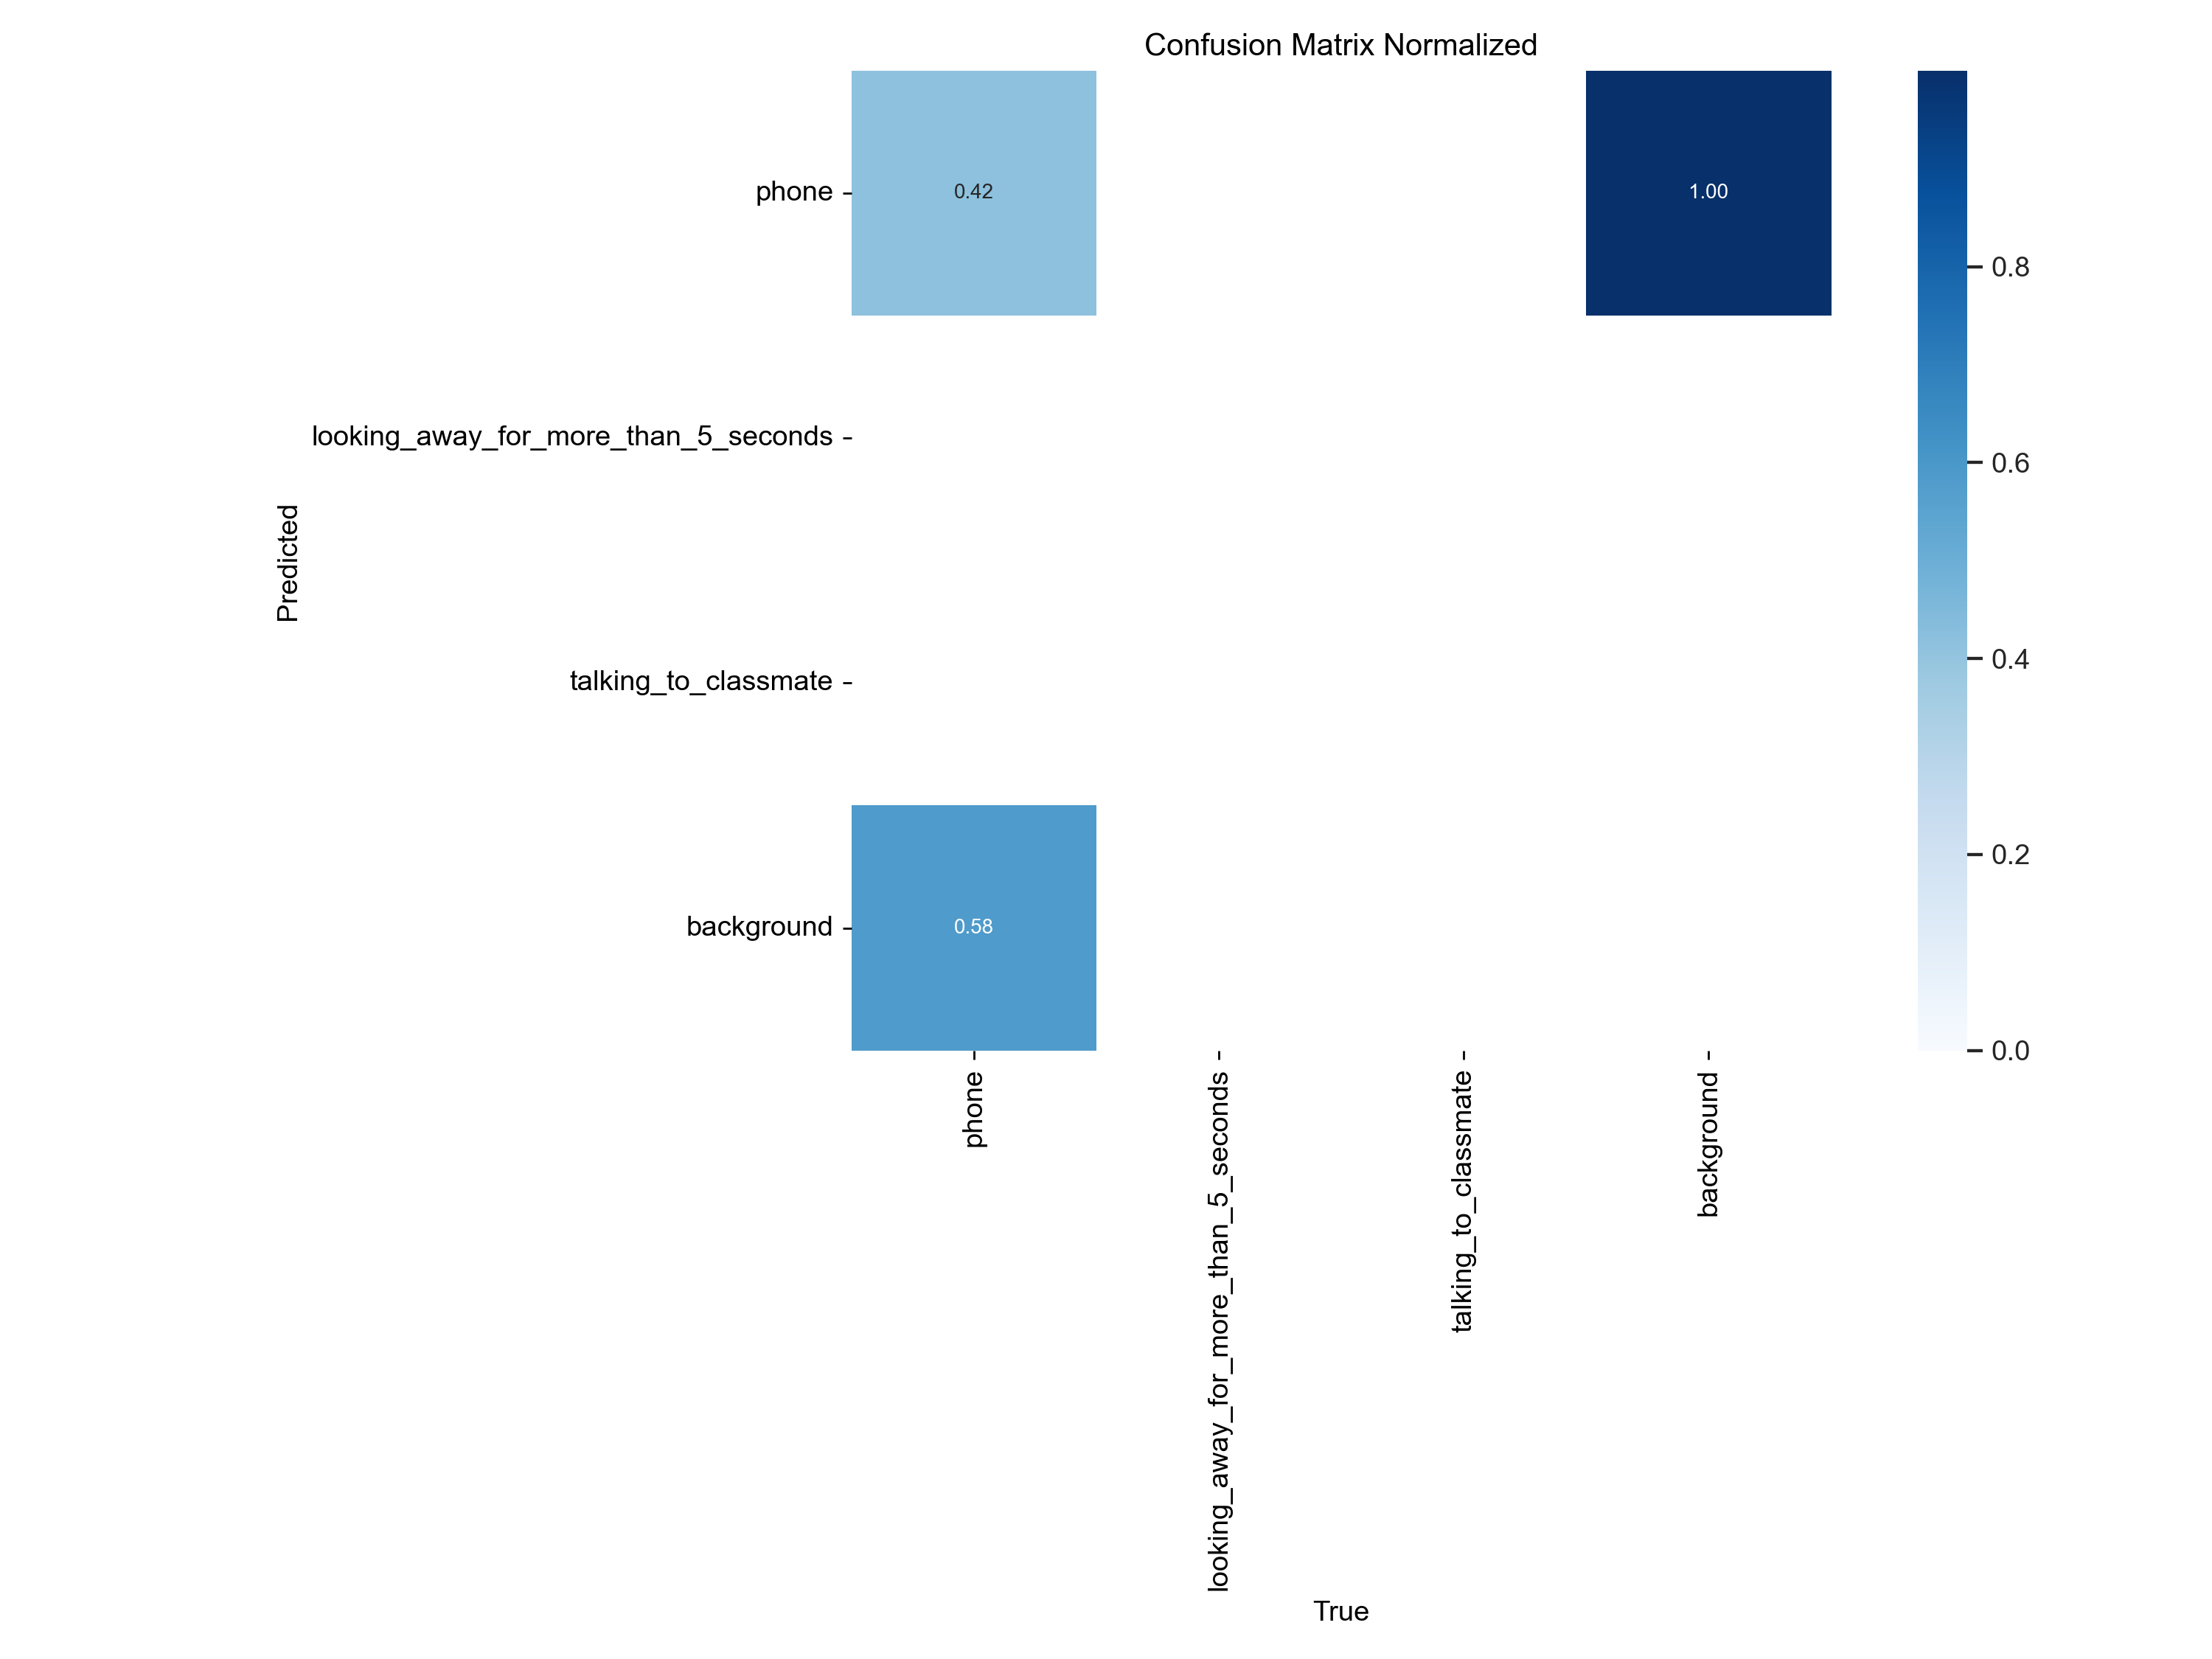 Confusion Matrix Normalized
phone
0.42
1.00
looking_away_for_more_than_5_seconds
talking_to_classmate
background
0.58
Predicted
phone
looking_away_for_more_than_5_seconds
talking_to_classmate
background
True
0.8
0.6
0.4
0.2
0.0